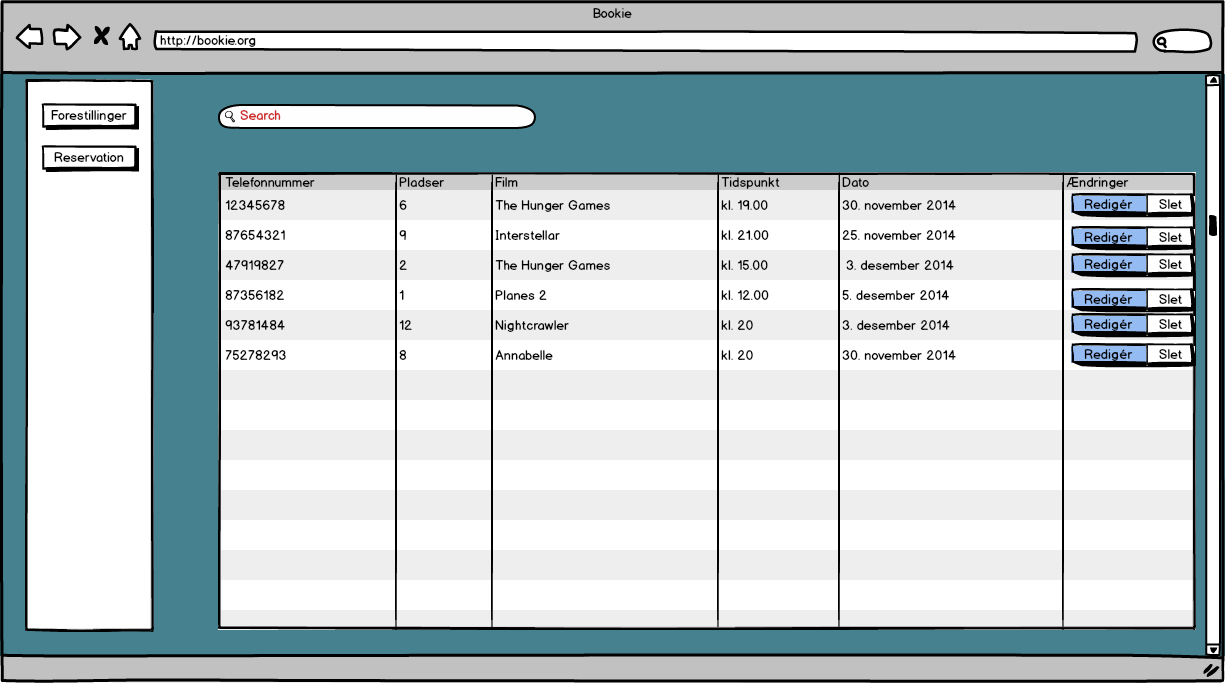 Bookie
http://bookie.org
Forestillinger
Reservation
Search
Telefonnummer Pladser Film Tidspunkt Dato Ændringer
12345678 6 The Hunger Games kl. 19.00 30. november 2014 Redigér Slet
87654321 9 Interstellar kl. 21.00 25. november 2014 Redigér Slet
47919827 2 The Hunger Games kl. 15.00 3. desember 2014 Redigér Slet
87356182 1 Planes 2 kl. 12.00 5. desember 2014 Redigér Slet
93781484 12 Nightcrawler kl. 20 3. desember 2014 Redigér Slet
75278293 8 Annabelle kl. 20 30. november 2014 Redigér Slet